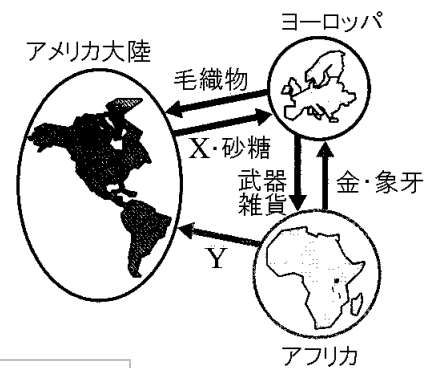 ヨーロッパ
アメリカ大陸
毛織物
X・砂糖
武器
雑貨
金・象牙
Y
アフリカ